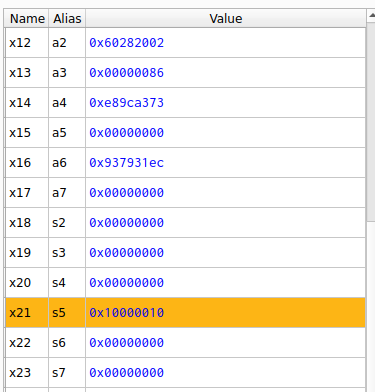 Name Alias Value
x12 a2 0x60282002
x13 a3 0x00000086
x14 a4 0xe89ca373
x15 a5 0x00000000
x16 a6 0x937931ec
x17 a7 0x00000000
x18 s2 0x00000000
x19 s3 0x00000000
x20 s4 0x00000000
x21 s5 0x10000010
x22 s6 0x00000000
x23 s7 0x00000000